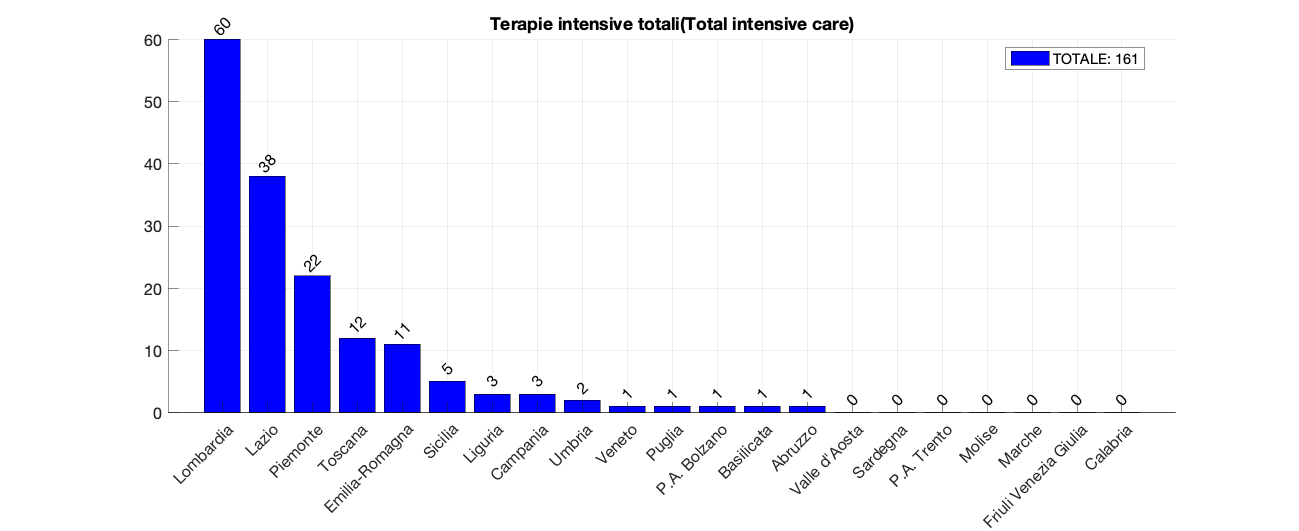 Terapie intensive totali(Total intensive care)
TOTALE: 161
60
50
40
30
20
10
0
60
38
22
12
11
5
3
3
2
1
1
1
1
1
0
0
0
0
0
0
0
Lombardia
Lazio
Piemonte
Toscana
Emilia-Romagna
Sicilia
Liguria
Campania
Umbria
Veneto
Puglia
P.A. Bolzano
Basilicata
Abruzzo
Valle d'Aosta
Sardegna
P.A. Trento
Molise
Marche
Friuli Venezia Giulia
Calabria